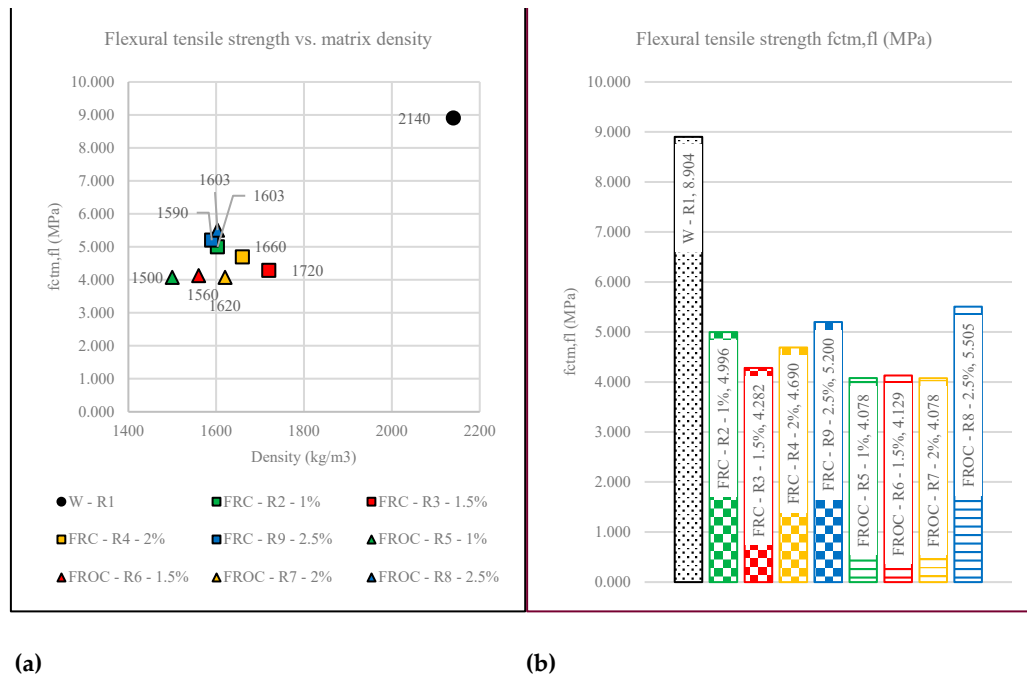 Flexural tensile strength vs. matrix density
10.000
9.000
8.000
7.000
6.000
5.000
4.000
3.000
2.000
1.000
0.000
fctm,fl (MPa)
2140
1603
1603
1590
1660
1720
1500
1560
1620
1400
1600
1800
2000
2200
Density (kg/m3)
W - R1
FRC - R2 - 1%
FRC - R3 - 1.5%
FRC - R4 - 2%
FRC - R9 - 2.5%
FROC - R5 - 1%
FROC - R6 - 1.5%
FROC - R7 - 2%
FROC - R8 - 2.5%
(a)
Flexural tensile strength fctm,fl (MPa)
10.000
9.000
8.000
7.000
6.000
5.000
4.000
3.000
2.000
1.000
0.000
fctm,fl (MPa)
W - R1, 8.904
FRC - R2 - 1%, 4.996
FRC - R3 - 1.5%, 4.282
FRC - R4 - 2%, 4.690
FRC - R9 - 2.5%, 5.200
FROC - R5 - 1%, 4.078
FROC - R6 - 1.5%, 4.129
FROC - R7 - 2%, 4.078
FROC - R8 - 2.5%, 5.505
(b)